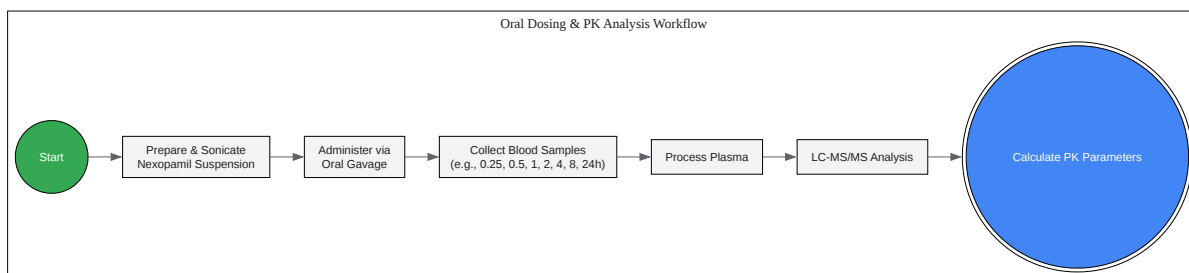 Oral Dosing & PK Analysis Workflow
Start
Prepare & Sonicate
Nexopamil Suspension
Administer via
Oral Gavage
Collect Blood Samples
(e.g., 0.25, 0.5, 1, 2, 4, 8, 24h)
Process Plasma
LC-MS/MS Analysis
Calculate PK Parameters